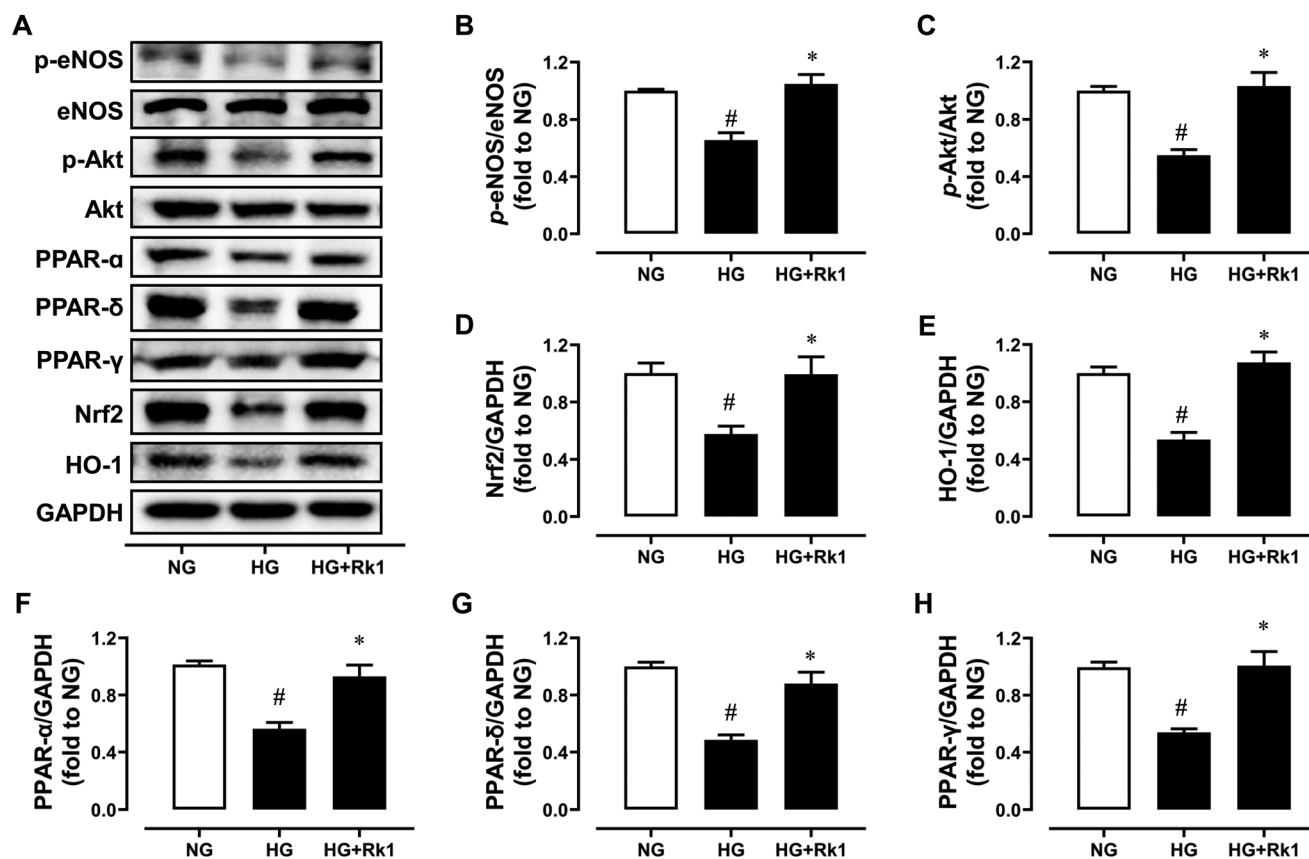 A
p-eNOS
eNOS
p-Akt
Akt
PPAR-α
PPAR-δ
PPAR-γ
Nrf2
HO-1
GAPDH
NG HG HG+Rk1
B
p-eNOS/eNOS
(fold to NG)
1.2
0.8
0.4
0.0
#
*
NG HG HG+Rk1
C
p-Akt/Akt
(fold to NG)
1.2
0.8
0.4
0.0
#
*
NG HG HG+Rk1
D
Nrf2/GAPDH
(fold to NG)
1.2
0.8
0.4
0.0
#
*
NG HG HG+Rk1
E
HO-1/GAPDH
(fold to NG)
1.2
0.8
0.4
0.0
#
*
NG HG HG+Rk1
F
PPAR-α/GAPDH
(fold to NG)
1.2
0.8
0.4
0.0
#
*
NG HG HG+Rk1
G
PPAR-δ/GAPDH
(fold to NG)
1.2
0.8
0.4
0.0
#
*
NG HG HG+Rk1
H
PPAR-γ/GAPDH
(fold to NG)
1.2
0.8
0.4
0.0
#
*
NG HG HG+Rk1